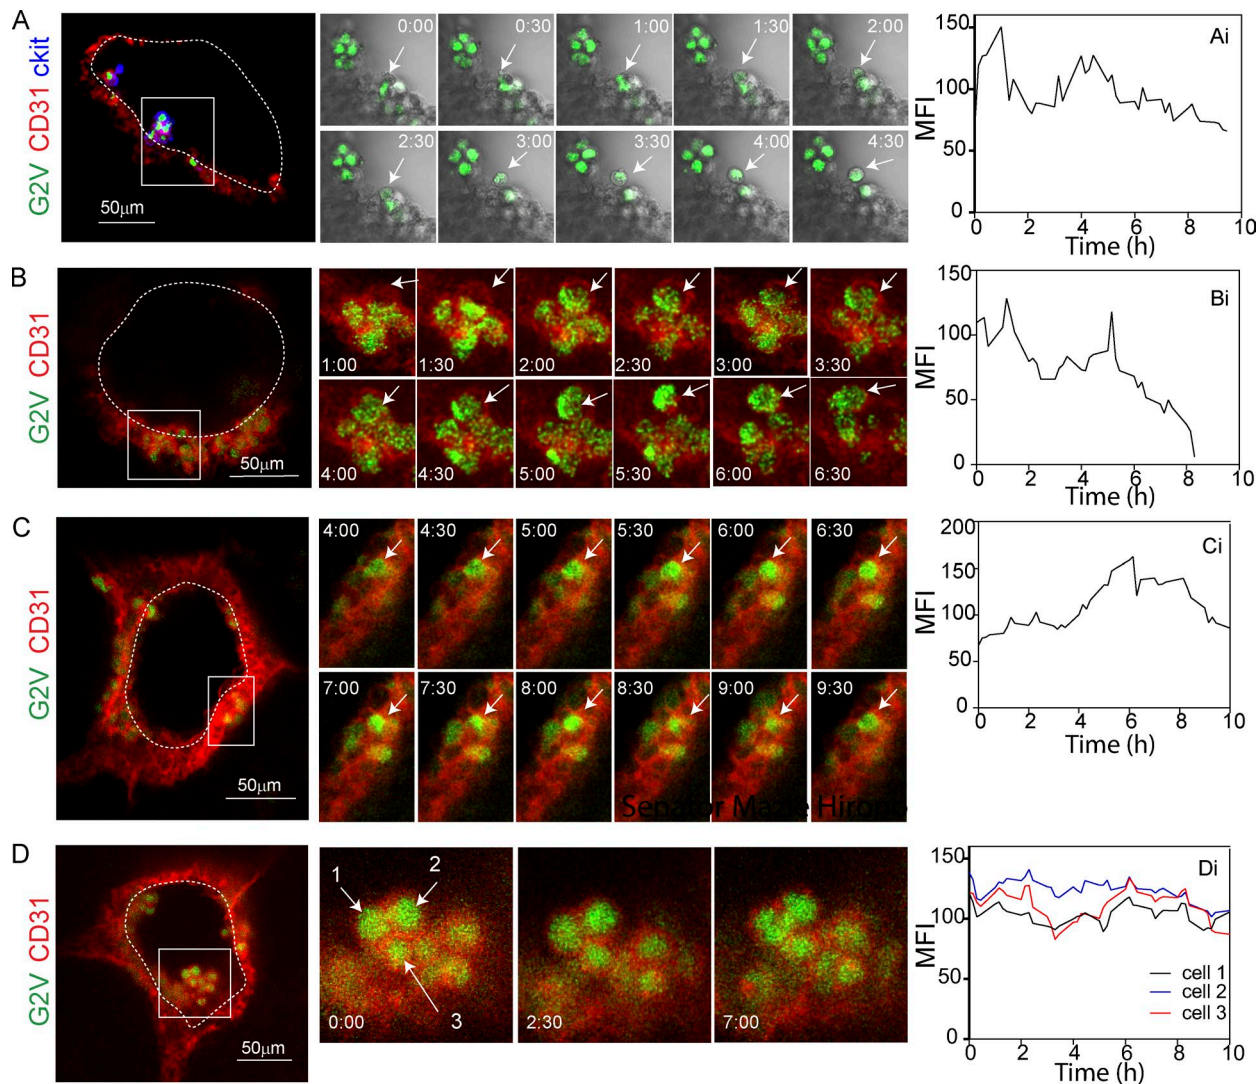 A
G2V CD31 ckit
50µm
0:00
0:30
1:00
1:30
2:00
2:30
3:00
3:30
4:00
4:30
Ai
MFI
150
100
50
0
0 2 4 6 8 10
Time (h)
B
G2V CD31
50µm
1:00
1:30
2:00
2:30
3:00
3:30
4:00
4:30
5:00
5:30
6:00
6:30
Bi
MFI
150
100
50
0
0 2 4 6 8 10
Time (h)
C
G2V CD31
50µm
4:00
4:30
5:00
5:30
6:00
6:30
7:00
7:30
8:00
8:30
9:00
9:30
Senator Mazie Hirono
Ci
MFI
200
150
100
50
0
0 2 4 6 8 10
Time (h)
D
G2V CD31
50µm
1
2
3
0:00
2:30
7:00
Di
MFI
150
100
50
0
cell 1
cell 2
cell 3
0 2 4 6 8 10
Time (h)